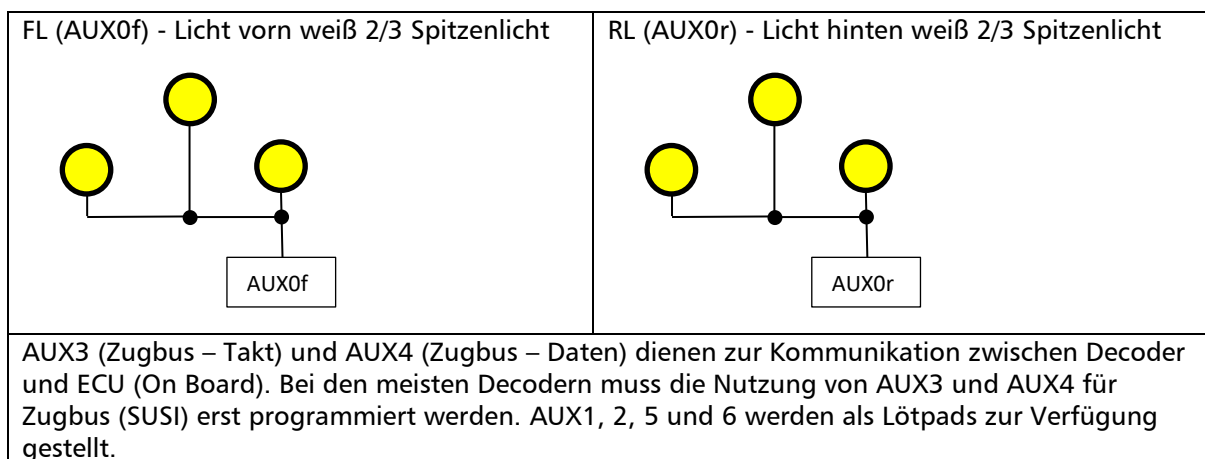 FL (AUX0f) - Licht vorn weiß 2/3 Spitzenlicht
RL (AUX0r) - Licht hinten weiß 2/3 Spitzenlicht
AUX0f
AUX0r
AUX3 (Zugbus – Takt) und AUX4 (Zugbus – Daten) dienen zur Kommunikation zwischen Decoder
und ECU (On Board). Bei den meisten Decodern muss die Nutzung von AUX3 und AUX4 für
Zugbus (SUSI) erst programmiert werden. AUX1, 2, 5 und 6 werden als Lötpads zur Verfügung
gestellt.